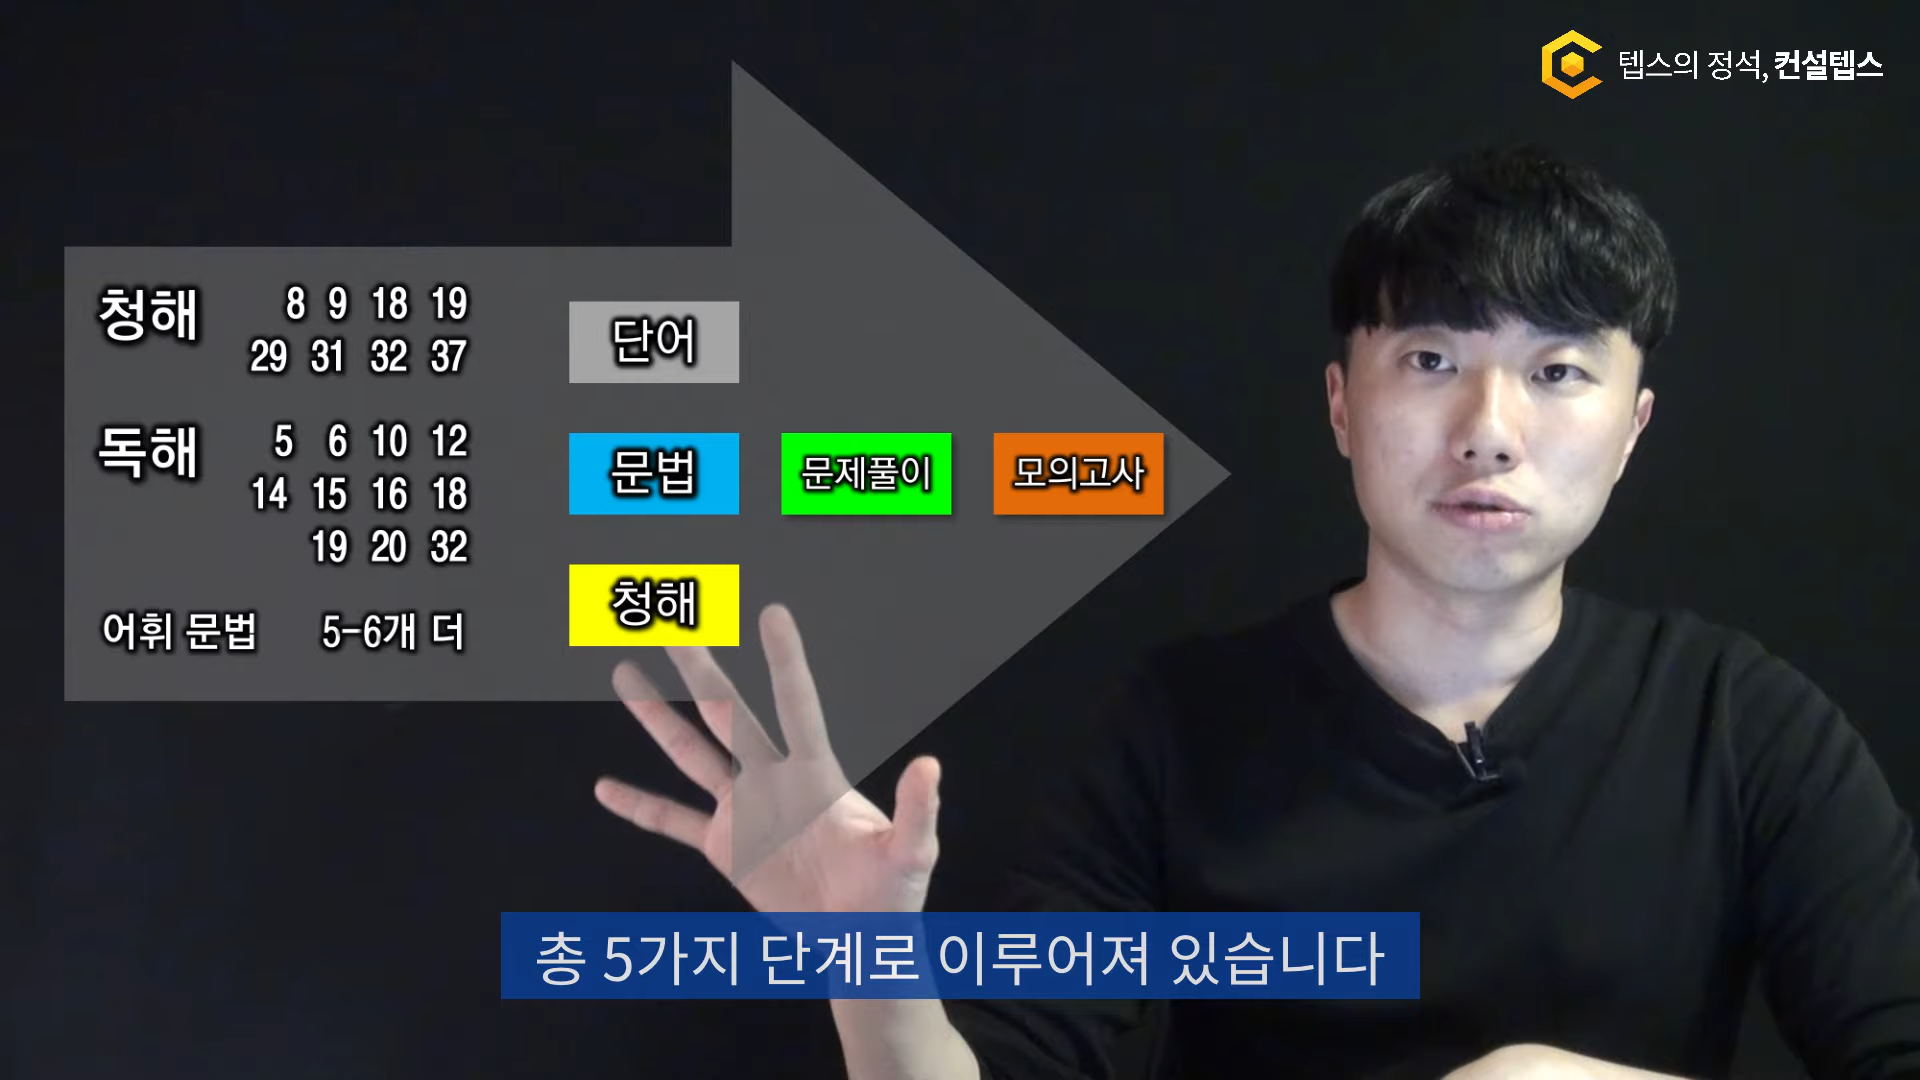 텝스의 정석, 컨설텝스
청해 8 9 18 19
29 31 32 37
독해 5 6 10 12
14 15 16 18
19 20 32
어휘 문법 5-6개 더
단어
문법
청해
문제풀이
모의고사
총 5가지 단계로 이루어져 있습니다